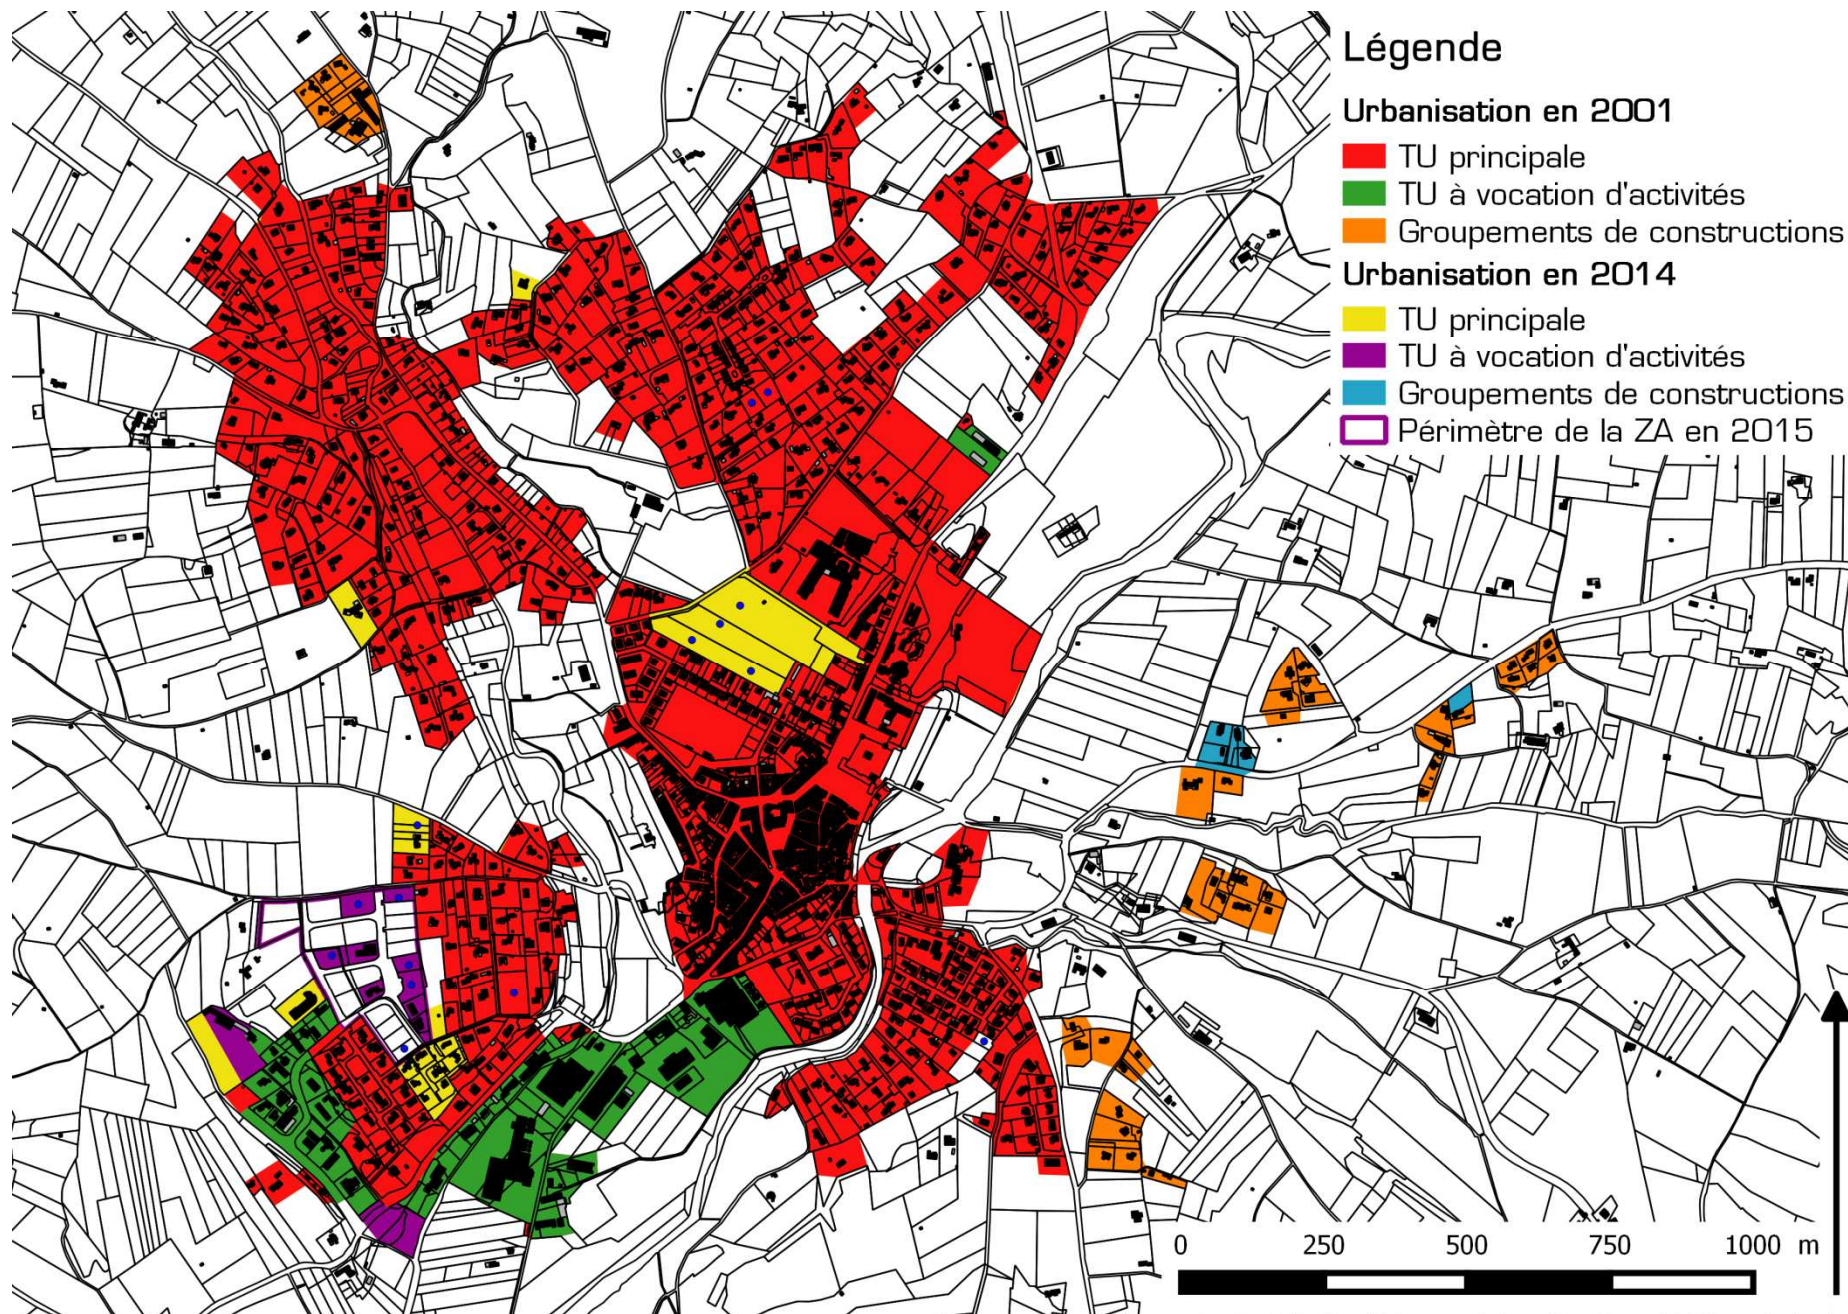 Légende
Urbanisation en 2001
TU principale
TU à vocation d'activités
Groupements de constructions
Urbanisation en 2014
TU principale
TU à vocation d'activités
Groupements de constructions
Périmètre de la ZA en 2015
0 250 500 750 1000 m